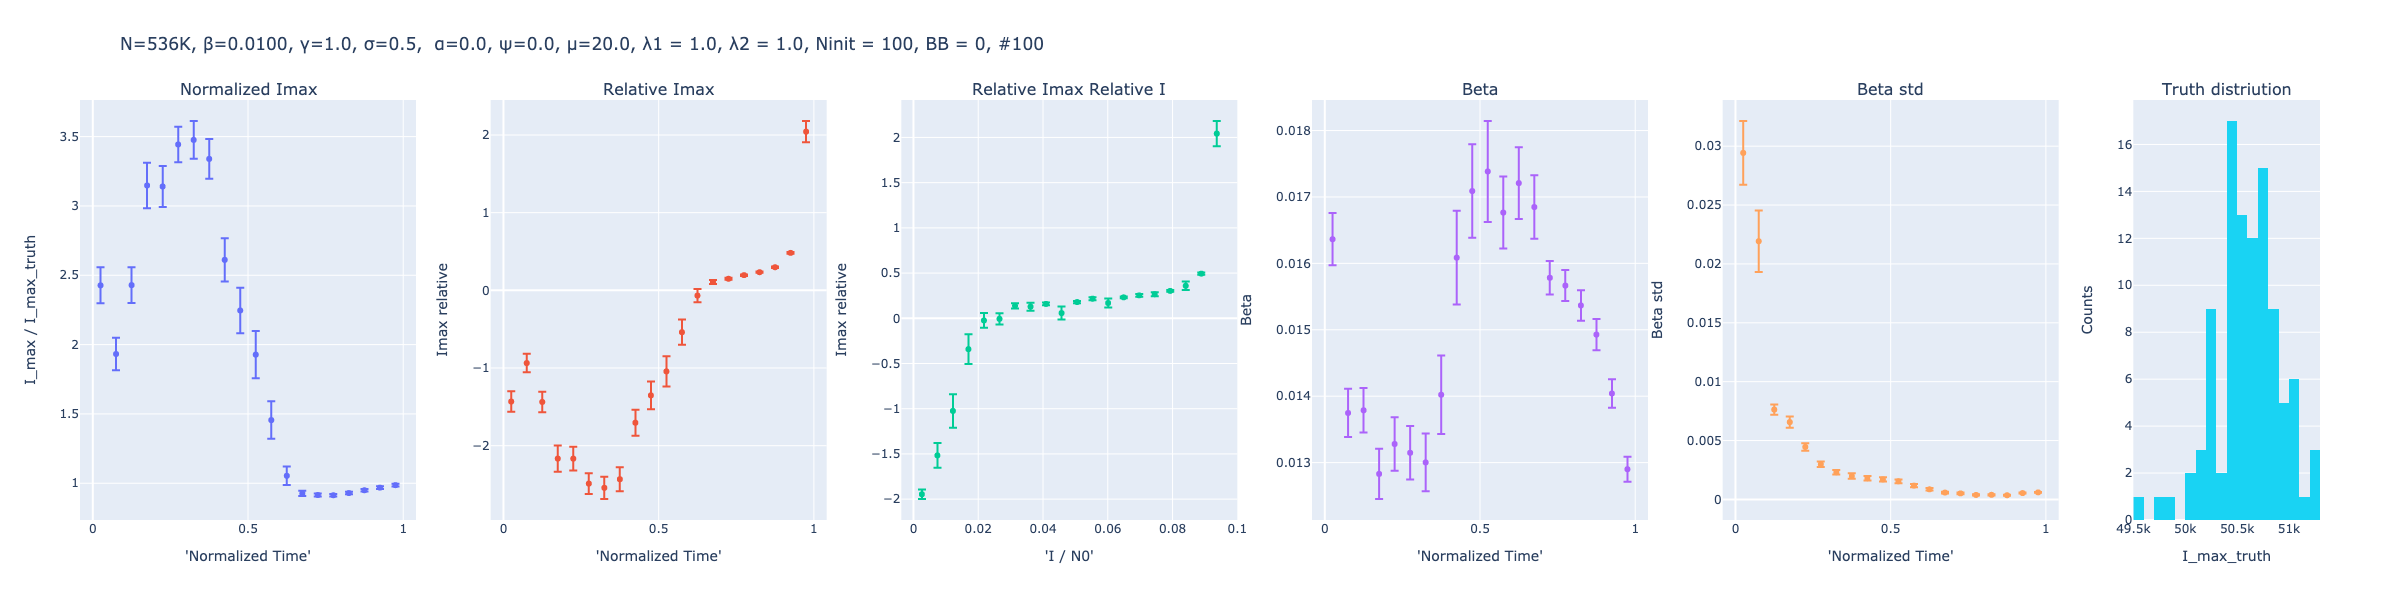 N=536K, β=0.0100, γ=1.0, σ=0.5,  α=0.0, ψ=0.0, μ=20.0, λ1 = 1.0, λ2 = 1.0, Ninit = 100, BB = 0, #100
Normalized Imax
I_max / I_max_truth
3.5
3
2.5
2
1.5
1
0
0.5
1
'Normalized Time'
Relative Imax
Imax relative
2
1
0
−1
−2
0
0.5
1
'Normalized Time'
Relative Imax Relative I
Imax relative
2
1.5
1
0.5
0
−0.5
−1
−1.5
−2
0
0.02
0.04
0.06
0.08
0.1
'I / N0'
Beta
Beta
0.018
0.017
0.016
0.015
0.014
0.013
0
0.5
1
'Normalized Time'
Beta std
Beta std
0.03
0.025
0.02
0.015
0.01
0.005
0
0
0.5
1
'Normalized Time'
Truth distriution
Counts
16
14
12
10
8
6
4
2
0
49.5k
50k
50.5k
51k
I_max_truth